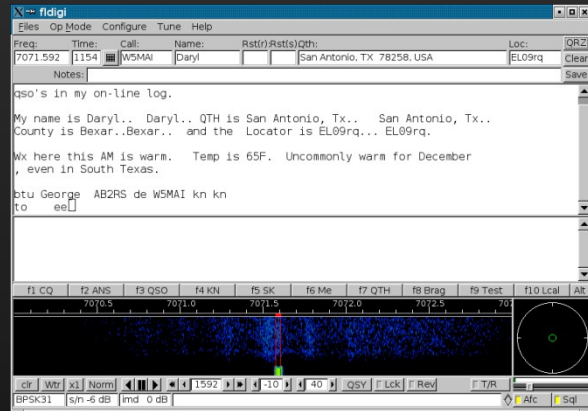 fldigi
Files Op Mode Configure Tune Help
Freq: Time: Call: Name: Rst(r): Rst(s): Qth: Loc: QRZ
7071.592 1154 W5MAI Daryl San Antonio, TX 78258, USA EL09rq Clear
Notes: Save
qso's in my on-line log.
My name is Daryl.. Daryl.. QTH is San Antonio, Tx.. San Antonio, Tx..
County is Bexar..Bexar.. and the Locator is EL09rq... EL09rq.
Wx here this AM is warm. Temp is 65F. Uncommonly warm for December
, even in South Texas.
btu George AB2RS de W5MAI kn kn
to ee
f1 CQ f2 ANS f3 QSO f4 KN f5 SK f6 Me f7 QTH f8 Brag f9 Test f10 Lcal Alt
7070.5 7071.0 7071.5 7072.0 7072.5 707
clr Wtr x1 Norm 1592 -10 40 QSY Lck Rev T/R
BPSK31 s/n -6 dB imd 0 dB Afc Sql